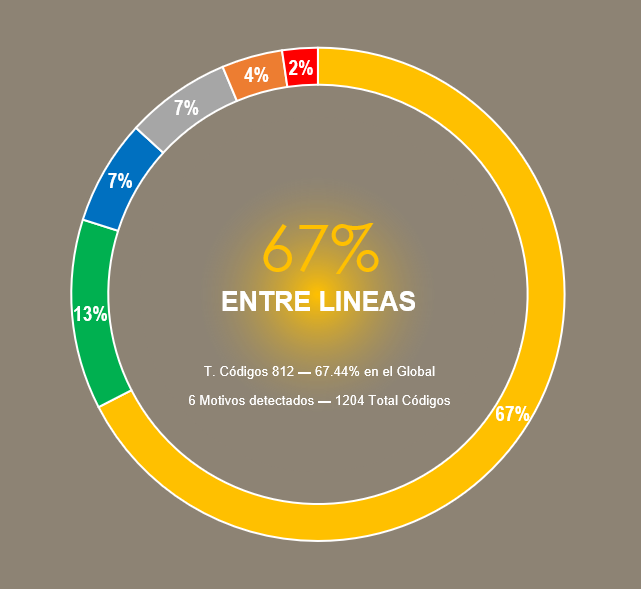 2%
4%
7%
7%
67%
ENTRE LINEAS
13%
T. Códigos 812 — 67.44% en el Global
6 Motivos detectados — 1204 Total Códigos
67%